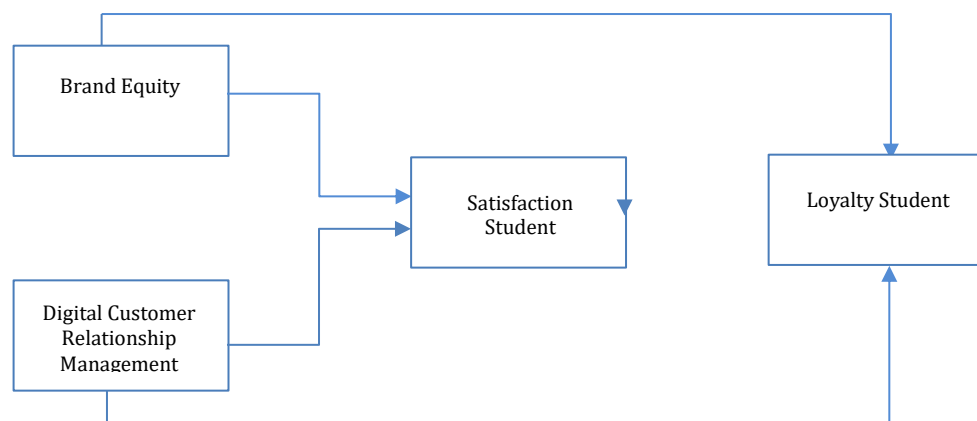 Brand Equity
Satisfaction
Student
Loyalty Student
Digital Customer
Relationship
Management